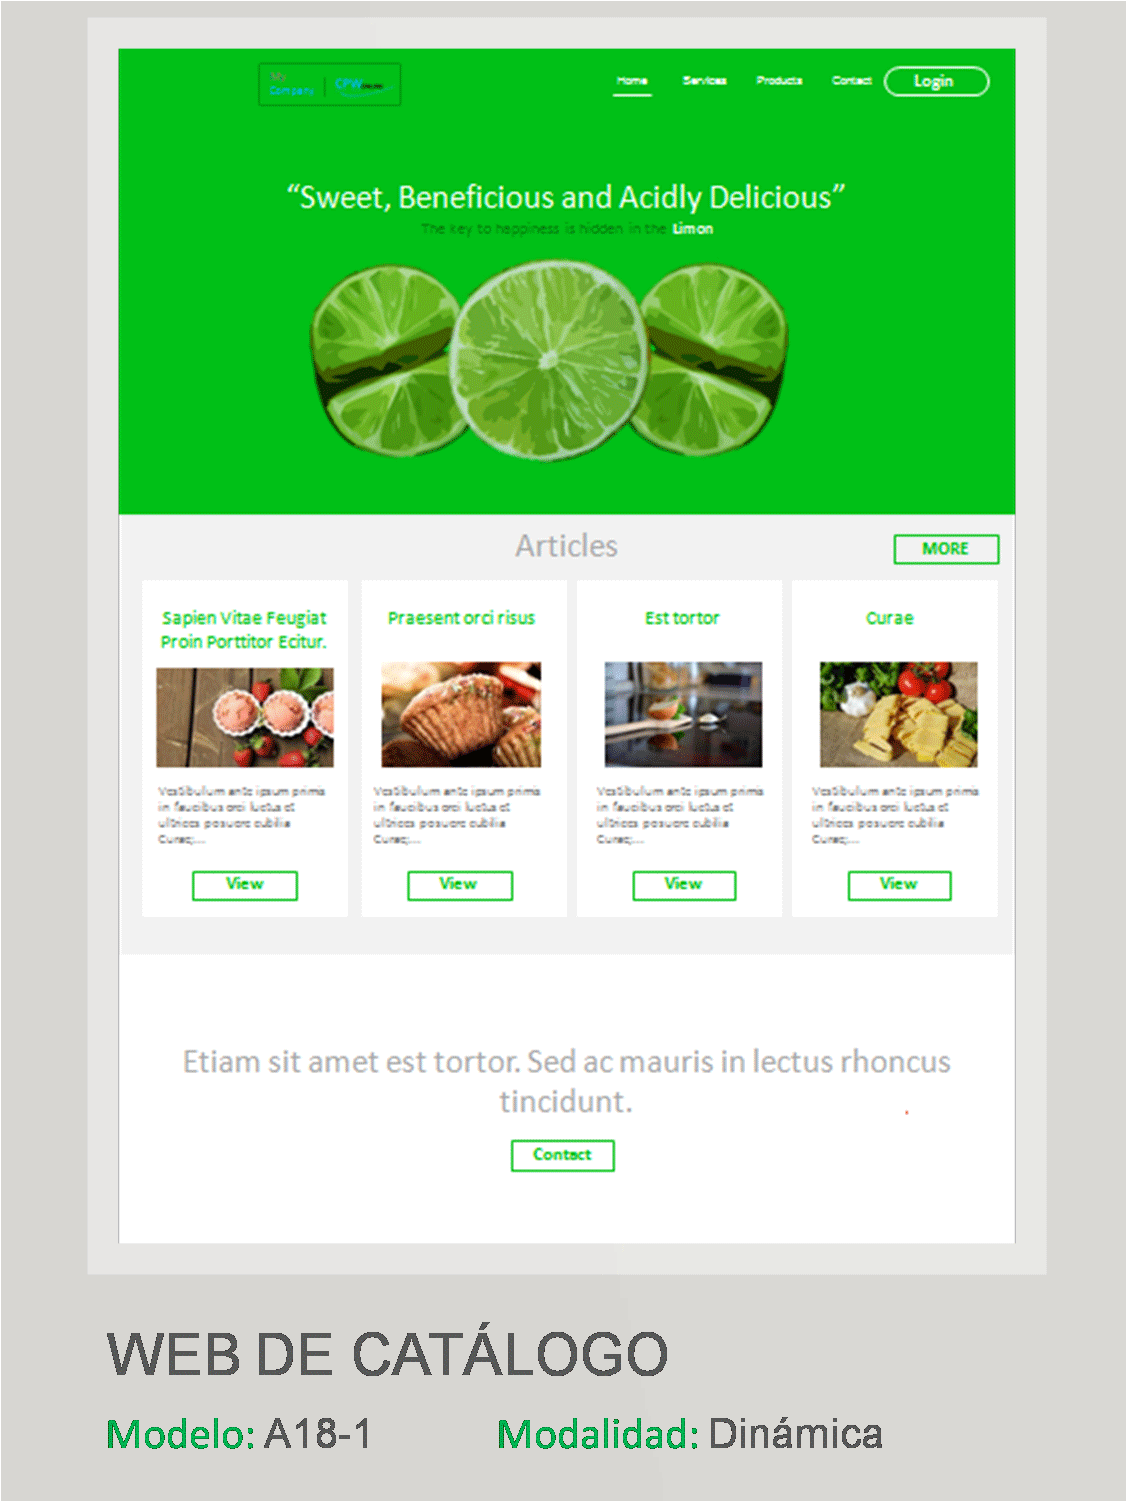 My
Company
CPW
Home Services Products Contact Login
“Sweet, Beneficious and Acidly Delicious”
The key to happiness is hidden in the Limon
Articles
MORE
Sapien Vitae Feugiat
Proin Porttitor Ecitur.
Vestibulum ante ipsum primis
in faucibus orci luctus et
ultrices posuere cubilia
Curae;...
View
Praesent orci risus
Vestibulum ante ipsum primis
in faucibus orci luctus et
ultrices posuere cubilia
Curae;...
View
Est tortor
Vestibulum ante ipsum primis
in faucibus orci luctus et
ultrices posuere cubilia
Curae;...
View
Curae
Vestibulum ante ipsum primis
in faucibus orci luctus et
ultrices posuere cubilia
Curae;...
View
Etiam sit amet est tortor. Sed ac mauris in lectus rhoncus
tincidunt.
Contact
WEB DE CATÁLOGO
Modelo: A18-1 Modalidad: Dinámica